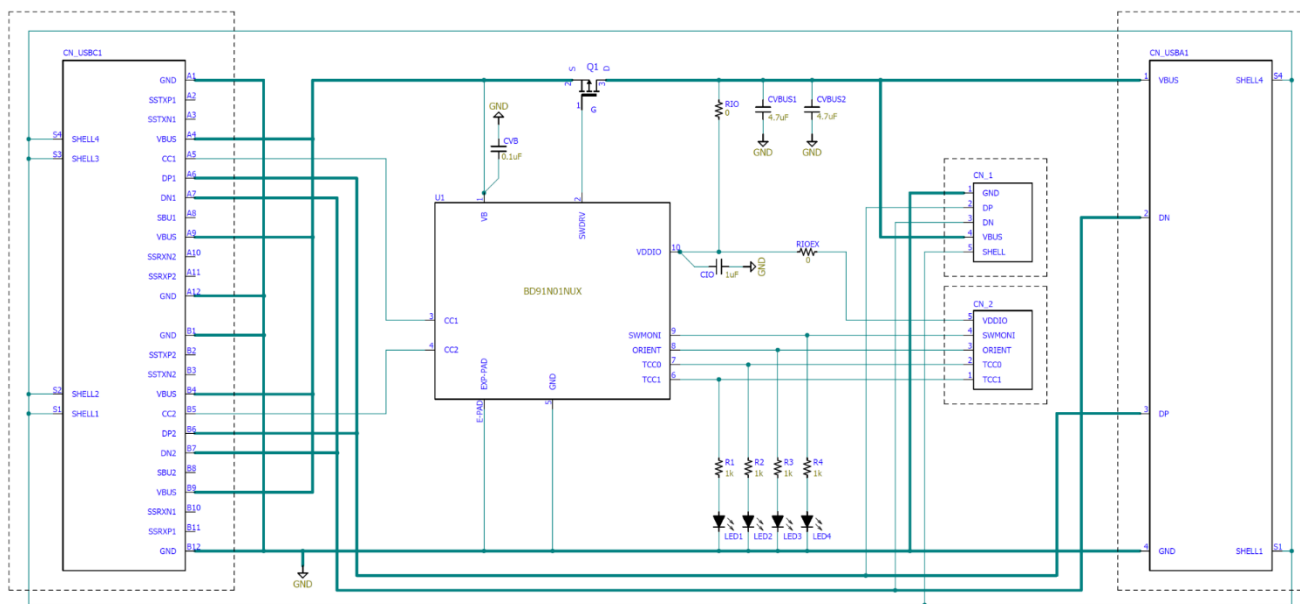 CN_USBC1
GND A1
SSTXP1 A2
SSTXN1 A3
S4 SHELL4 VBUS A4
S3 SHELL3 CC1 A5
DP1 A6
DN1 A7
SBU1 A8
VBUS A9
SSRXN2 A10
SSRXP2 A11
GND A12
GND B1
SSTXP2 B2
SSTXN2 B3
S2 SHELL2 VBUS B4
S1 SHELL1 CC2 B5
DP2 B6
DN2 B7
SBU2 B8
VBUS B9
SSRXN1 B10
SSRXP1 B11
GND B12
GND
GND
CVB
0.1uF
Q1
S
D
2
3
1
G
U1
1
VB
2
SWDRV
BD91N01NUX
3 CC1
4 CC2
EXP-PAD
E-PAD
GND
5
VDDIO 10
SWMONI 9
ORIENT 8
TCC0 7
TCC1 6
RIO
0
CVBUS1
4.7uF
GND
CVBUS2
4.7uF
GND
CIO
1uF
GND
RIOEX
0
R1
1k
R2
1k
R3
1k
R4
1k
LED1
LED2
LED3
LED4
CN_1
1 GND
2 DP
3 DN
4 VBUS
5 SHELL
CN_2
5 VDDIO
4 SWMONI
3 ORIENT
2 TCC0
1 TCC1
CN_USBA1
1 VBUS SHELL4 S4
2 DN
3 DP
4 GND SHELL1 S1